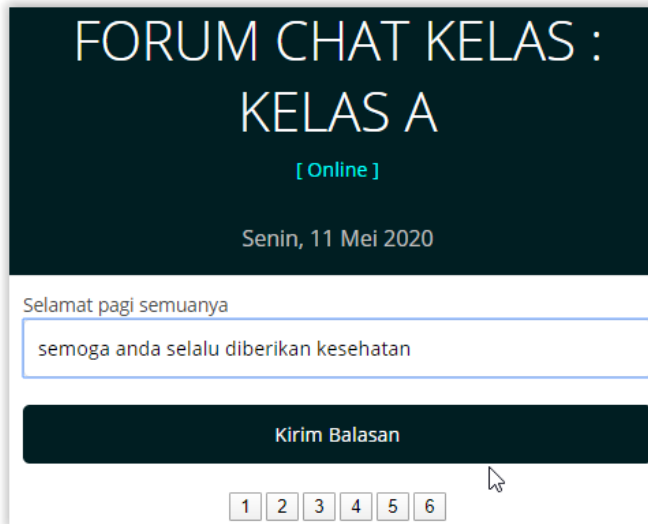 FORUM CHAT KELAS :
KELAS A
[ Online ]
Senin, 11 Mei 2020
Selamat pagi semuanya
semoga anda selalu diberikan kesehatan
Kirim Balasan
1 2 3 4 5 6